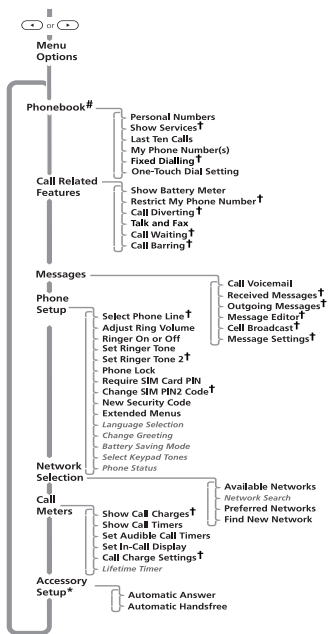 ◂ or ▸
Menu
Options
Phonebook#
Personal Numbers
Show Services†
Last Ten Calls
My Phone Number(s)
Fixed Dialling†
One-Touch Dial Setting
Call Related
Features
Show Battery Meter
Restrict My Phone Number†
Call Diverting†
Talk and Fax
Call Waiting†
Call Barring†
Messages
Call Voicemail
Received Messages†
Outgoing Messages†
Message Editor†
Cell Broadcast†
Message Settings†
Phone
Setup
Select Phone Line†
Adjust Ring Volume
Ringer On or Off
Set Ringer Tone
Set Ringer Tone 2†
Phone Lock
Require SIM Card PIN
Change SIM PIN2 Code†
New Security Code
Extended Menus
Language Selection
Change Greeting
Battery Saving Mode
Select Keypad Tones
Phone Status
Network
Selection
Available Networks
Network Search
Preferred Networks
Find New Network
Call
Meters
Show Call Charges†
Show Call Timers
Set Audible Call Timers
Set In-Call Display
Call Charge Settings†
Lifetime Timer
Accessory
Setup*
Automatic Answer
Automatic Handsfree